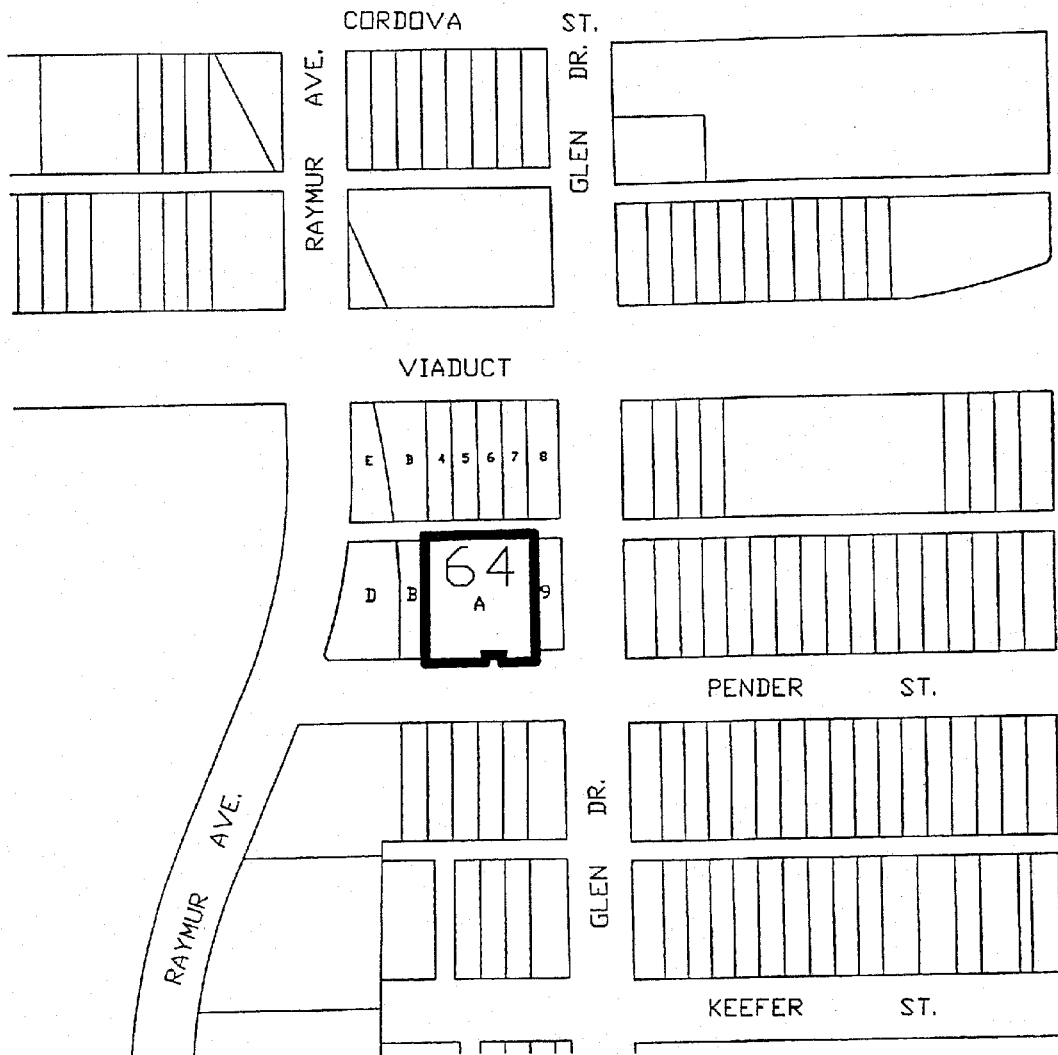 CORDOVA ST.
RAYMUR AVE.
GLEN DR.
VIADUCT
E B 4 5 6 7 8
D B 64 9
A
PENDER ST.
RAYMUR AVE.
GLEN DR.
KEEFER ST.